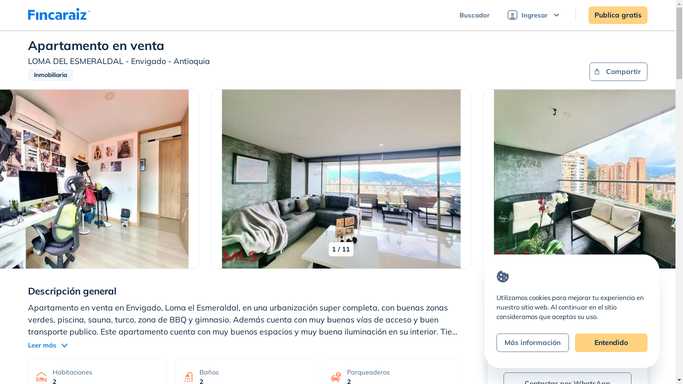 Fincaraiz
Buscador
Ingresar
Publica gratis
Apartamento en venta
LOMA DEL ESMERALDAL - Envigado - Antioquia
Inmobiliaria
Compartir
1 / 11
Descripción general
Apartamento en venta en Envigado, Loma el Esmeraldal, en una urbanización super completa, con buenas zonas
verdes, piscina, sauna, turco, zona de BBQ y gimnasio. Además cuenta con muy buenas vías de acceso y buen
transporte publico. Este apartamento cuenta con muy buenos espacios y muy buena iluminación en su interior. Tie...
Leer más
Habitaciones
2
Baños
2
Parqueaderos
2
Utilizamos cookies para mejorar tu experiencia en
nuestro sitio web. Al continuar en el sitio
consideramos que aceptas su uso.
Más información
Entendido
Contactar por WhatsApp